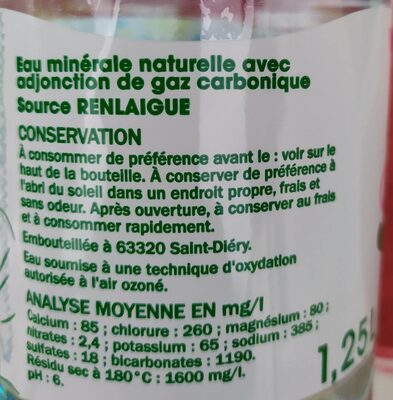 Eau minérale naturelle avec
adjonction de gaz carbonique
Source RENLAIGUE
CONSERVATION
À consommer de préférence avant le : voir sur le
haut de la bouteille. À conserver de préférence à
l'abri du soleil dans un endroit propre, frais et
sans odeur. Après ouverture, à conserver au frais
et à consommer rapidement.
Embouteillée à 63320 Saint-Diéry.
Eau soumise à une technique d'oxydation
autorisée à l'air ozoné.
ANALYSE MOYENNE EN mg/l
Calcium : 85 ; chlorure : 260 ; magnésium : 80 ;
nitrates : 2,4 ; potassium : 65 ; sodium : 385 ;
sulfates : 18 ; bicarbonates : 1190.
Résidu sec à 180°C : 1600 mg/l.
pH : 6.
1,25L